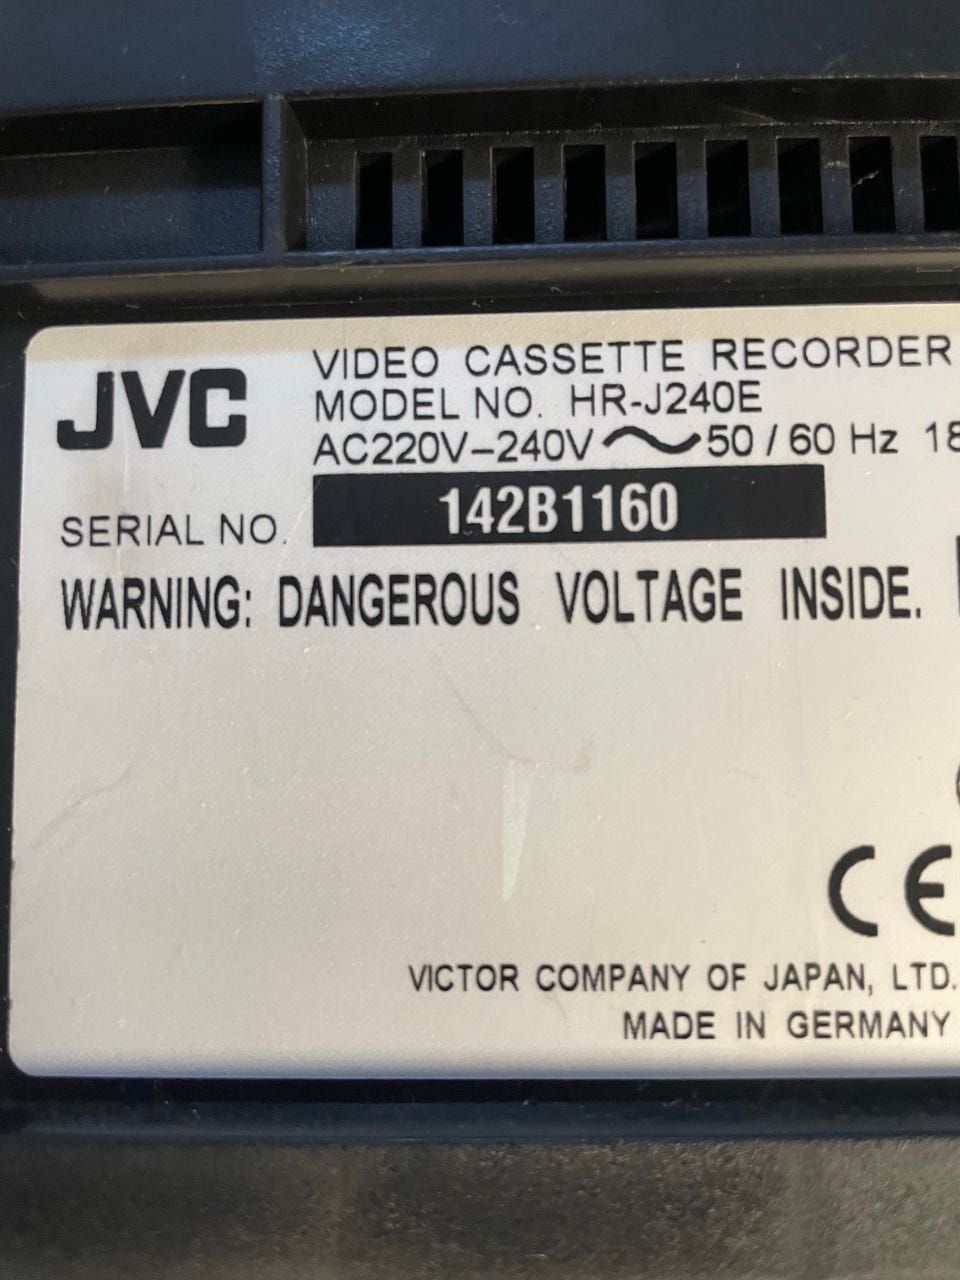 JVC
VIDEO CASSETTE RECORDER
MODEL NO. HR-J240E
AC220V–240V ~ 50 / 60 Hz 18
SERIAL NO. 142B1160
WARNING: DANGEROUS VOLTAGE INSIDE.
CE
VICTOR COMPANY OF JAPAN, LTD.
MADE IN GERMANY